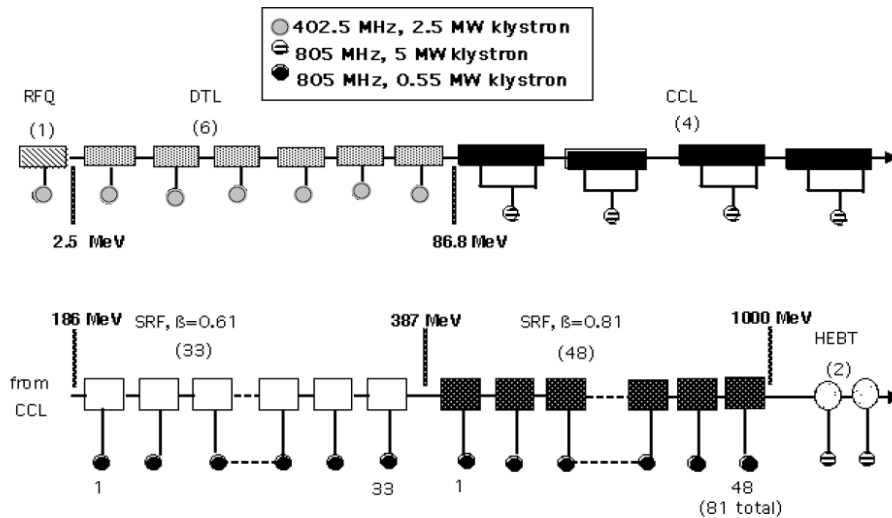 402.5 MHz, 2.5 MW klystron
805 MHz, 5 MW klystron
805 MHz, 0.55 MW klystron
RFQ
(1)
DTL
(6)
CCL
(4)
2.5 MeV
86.8 MeV
186 MeV
SRF, ß=0.61
(33)
387 MeV
SRF, ß=0.81
(48)
1000 MeV
HEBT
(2)
from
CCL
1
33
1
48
(81 total)